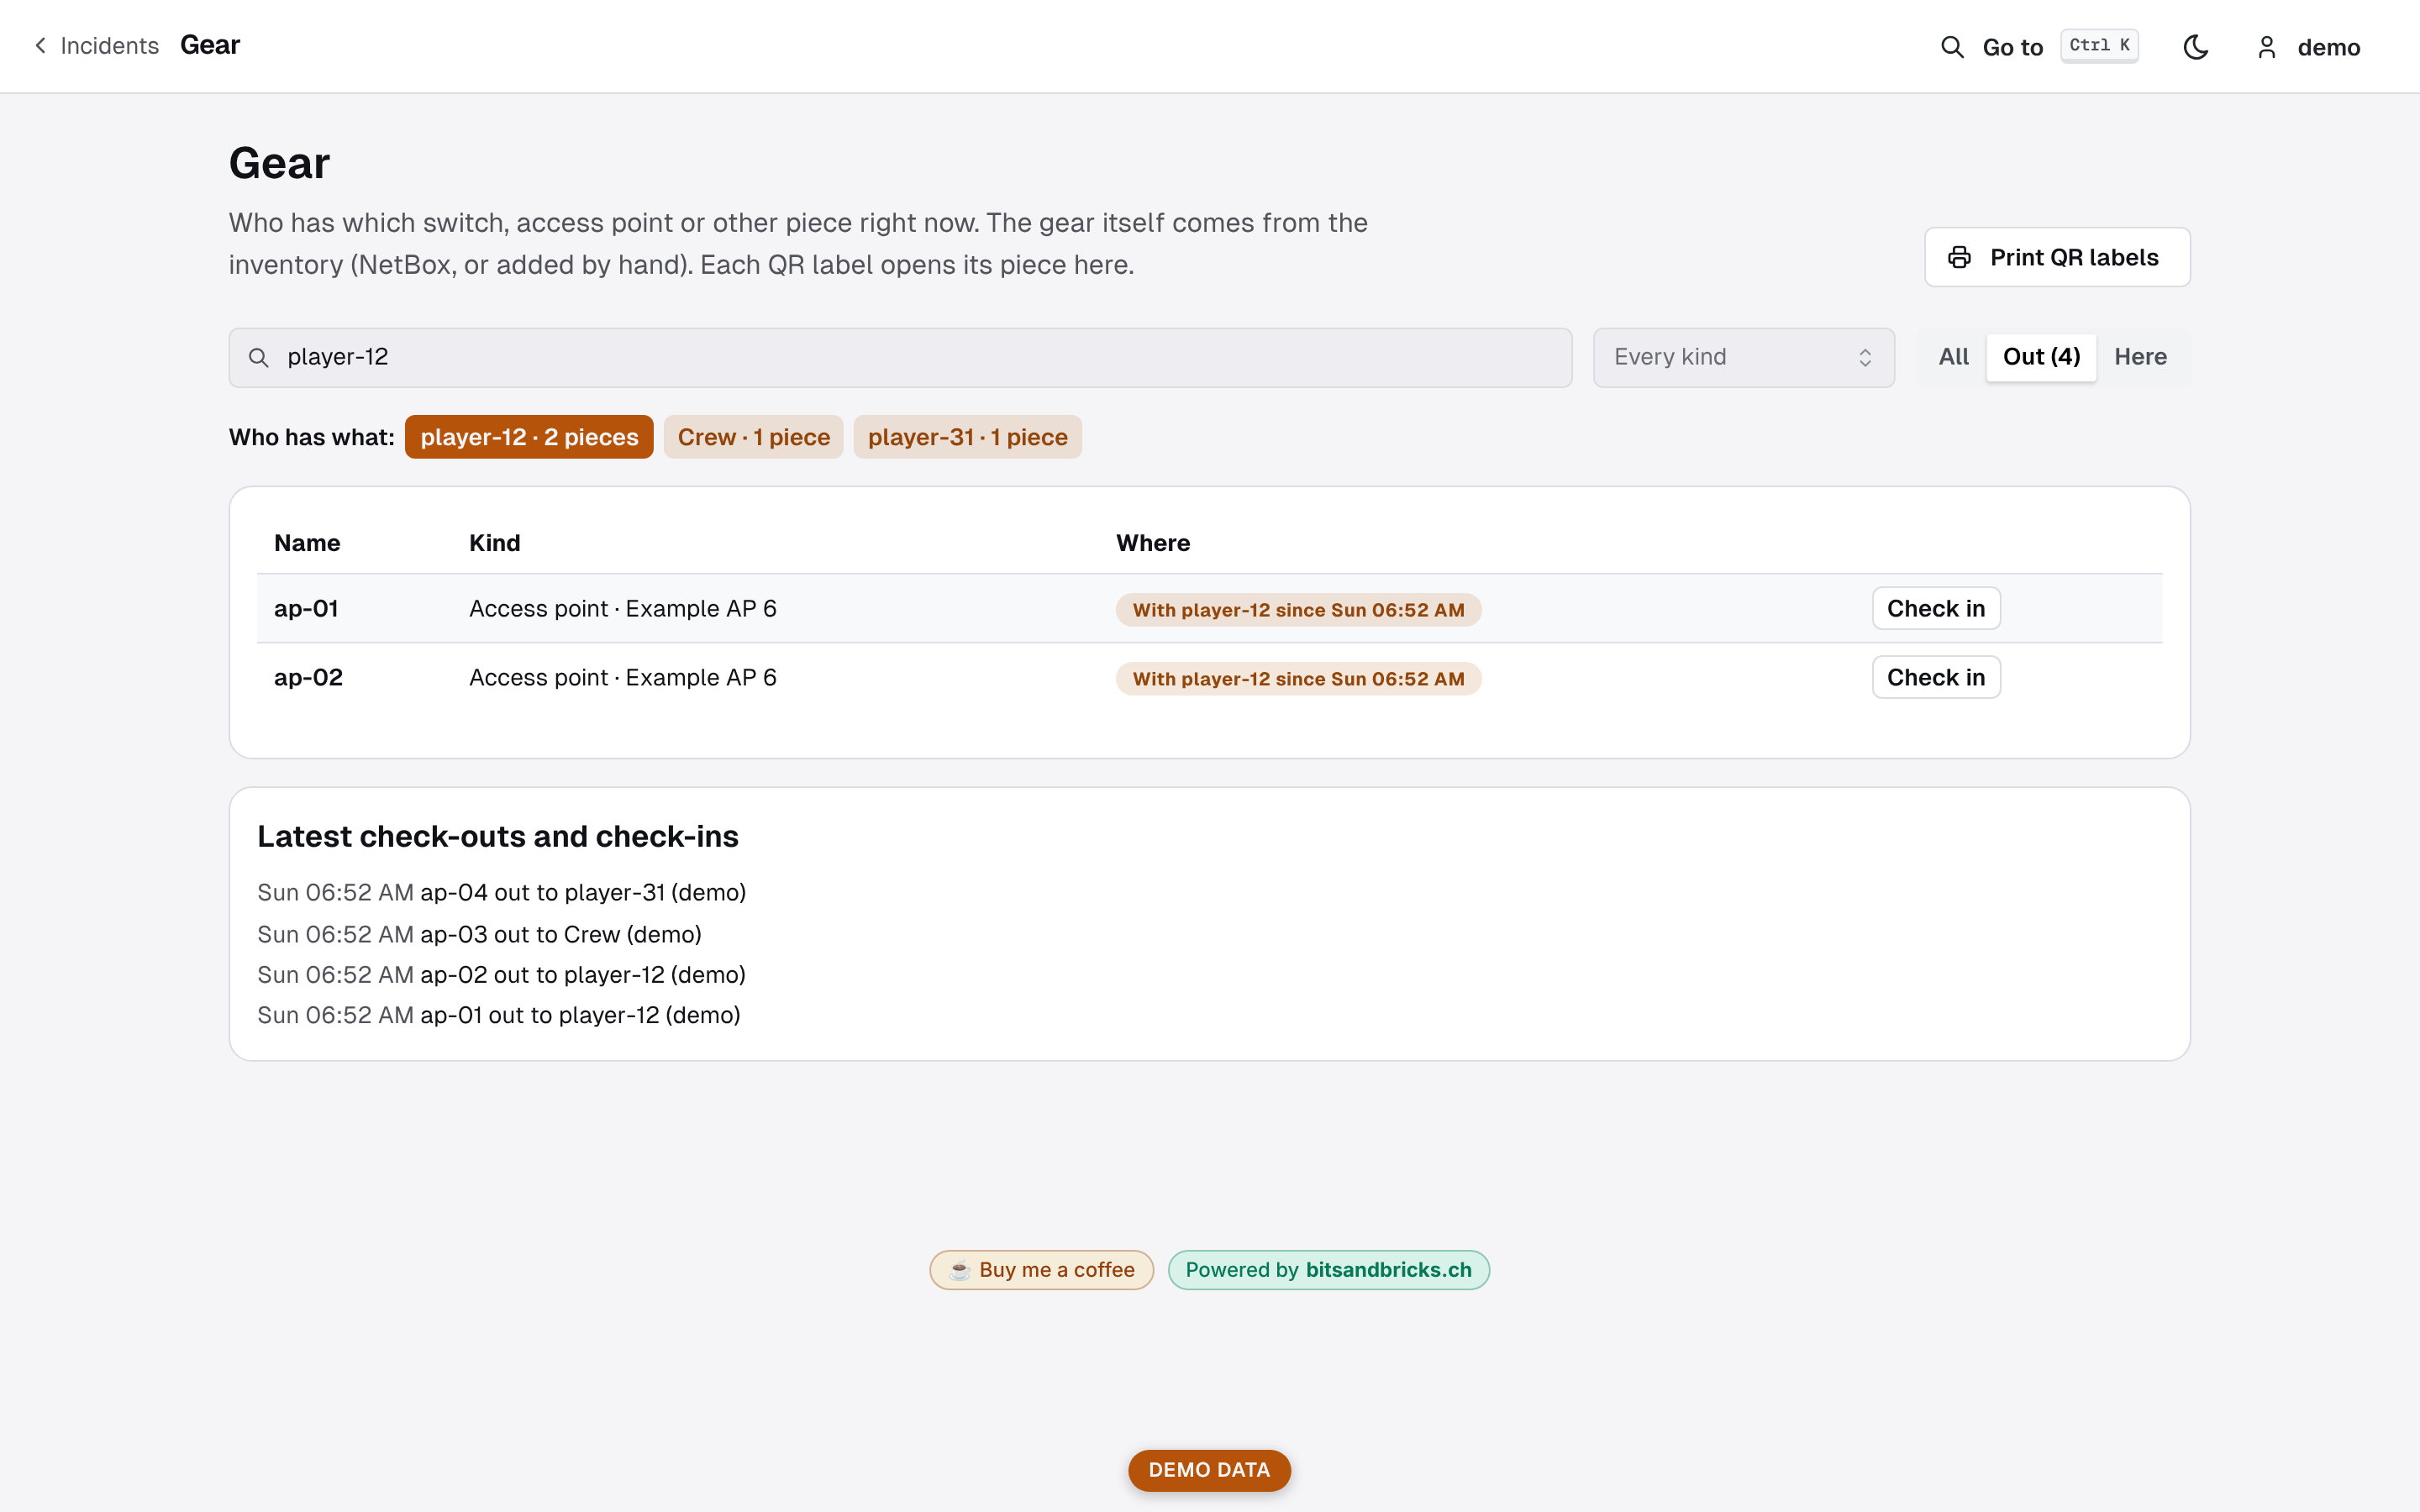 Incidents Gear
Go to Ctrl K demo
Gear
Who has which switch, access point or other piece right now. The gear itself comes from the
inventory (NetBox, or added by hand). Each QR label opens its piece here.
Print QR labels
player-12
Every kind
All Out (4) Here
Who has what: player-12 · 2 pieces Crew · 1 piece player-31 · 1 piece
Name Kind Where
ap-01 Access point · Example AP 6 With player-12 since Sun 06:52 AM Check in
ap-02 Access point · Example AP 6 With player-12 since Sun 06:52 AM Check in
Latest check-outs and check-ins
Sun 06:52 AM ap-04 out to player-31 (demo)
Sun 06:52 AM ap-03 out to Crew (demo)
Sun 06:52 AM ap-02 out to player-12 (demo)
Sun 06:52 AM ap-01 out to player-12 (demo)
Buy me a coffee Powered by bitsandbricks.ch
DEMO DATA